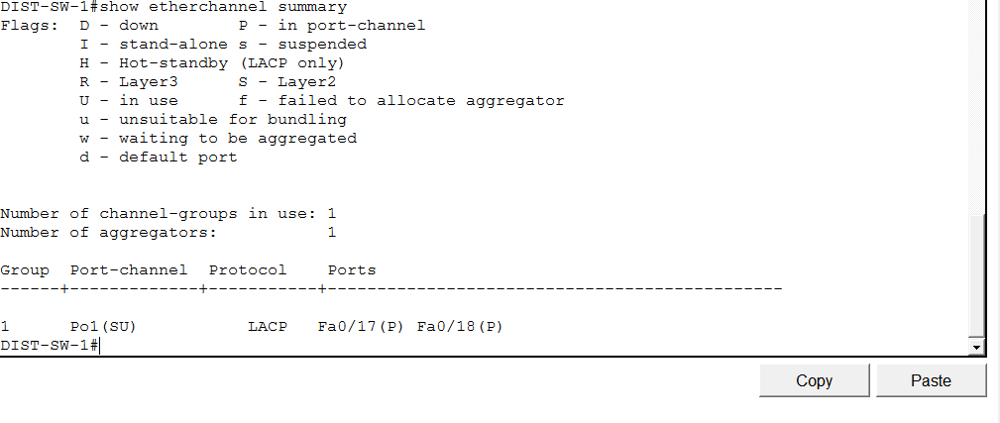 DIST-SW-1#show etherchannel summary
Flags:  D - down        P - in port-channel
        I - stand-alone s - suspended
        H - Hot-standby (LACP only)
        R - Layer3      S - Layer2
        U - in use      f - failed to allocate aggregator
        u - unsuitable for bundling
        w - waiting to be aggregated
        d - default port
Number of channel-groups in use: 1
Number of aggregators:           1
Group  Port-channel  Protocol    Ports
------+-------------+-----------+----------------------------------------------
1      Po1(SU)           LACP   Fa0/17(P) Fa0/18(P)
DIST-SW-1#
Copy Paste